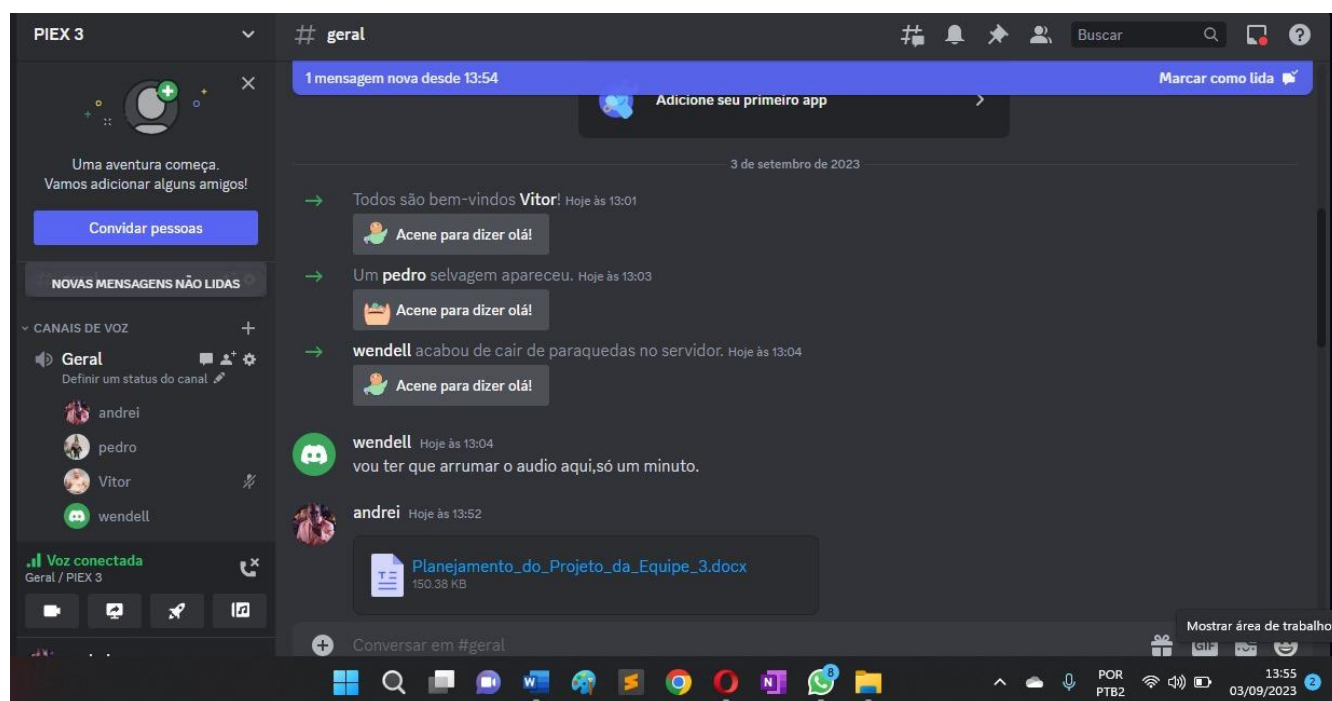 PIEX 3
Uma aventura começa.
Vamos adicionar alguns amigos!
Convidar pessoas
NOVAS MENSAGENS NÃO LIDAS
CANAIS DE VOZ
Geral
Definir um status do canal
andrei
pedro
Vitor
wendell
Voz conectada
Geral / PIEX 3
# geral
Buscar
1 mensagem nova desde 13:54
Marcar como lida
Adicione seu primeiro app
3 de setembro de 2023
Todos são bem-vindos Vitor! Hoje às 13:01
Acene para dizer olá!
Um pedro selvagem apareceu. Hoje às 13:03
Acene para dizer olá!
wendell acabou de cair de paraquedas no servidor. Hoje às 13:04
Acene para dizer olá!
wendell Hoje às 13:04
vou ter que arrumar o audio aqui,só um minuto.
andrei Hoje às 13:52
Planejamento_do_Projeto_da_Equipe_3.docx
150.38 KB
Conversar em #geral
GIF
Mostrar área de trabalho
8
POR
PTB2
13:55
03/09/2023
2